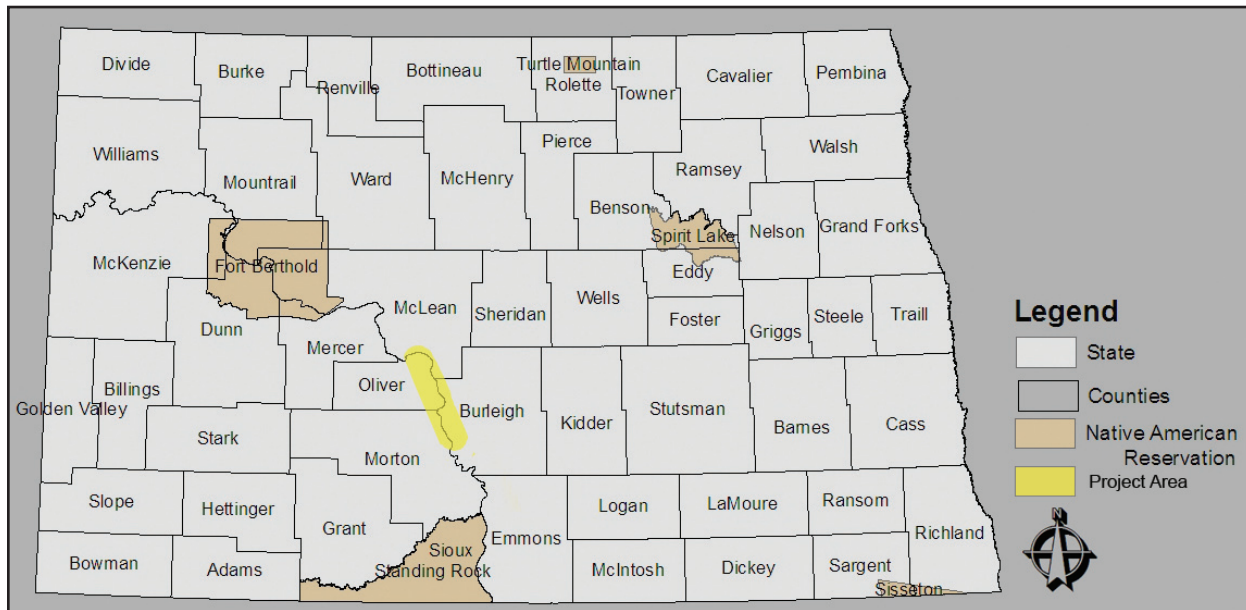 Divide
Burke
Renville
Bottineau
Turtle Mountain
Rolette
Towner
Cavalier
Pembina
Williams
Mountrail
Ward
McHenry
Pierce
Ramsey
Walsh
Benson
Spirit Lake
Nelson
Grand Forks
McKenzie
Fort Berthold
McLean
Sheridan
Wells
Eddy
Foster
Griggs
Steele
Traill
Dunn
Mercer
Oliver
Golden Valley
Billings
Stark
Burleigh
Kidder
Stutsman
Barnes
Cass
Morton
Slope
Hettinger
Grant
Logan
LaMoure
Ransom
Richland
Emmons
Bowman
Adams
Sioux
Standing Rock
McIntosh
Dickey
Sargent
Sisseton
Legend
State
Counties
Native American
Reservation
Project Area
N